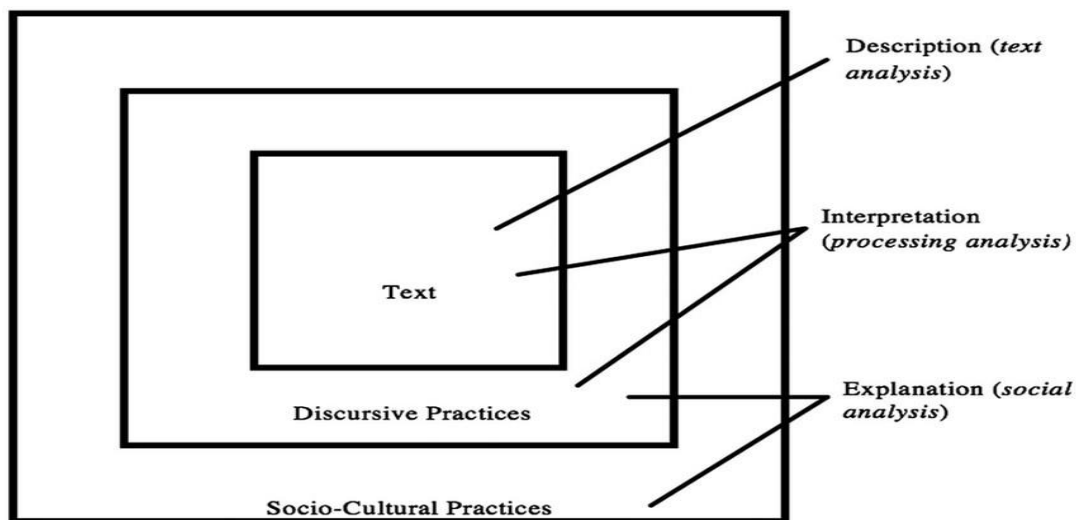 Description (text
analysis)
Interpretation
(processing analysis)
Text
Explanation (social
analysis)
Discursive Practices
Socio-Cultural Practices